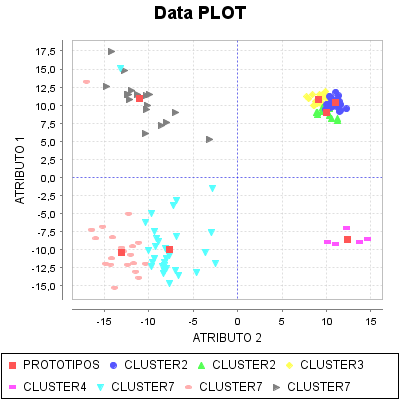 Data PLOT
17,5
15,0
12,5
10,0
7,5
5,0
2,5
0,0
-2,5
-5,0
-7,5
-10,0
-12,5
-15,0
ATRIBUTO 1
-15 -10 -5 0 5 10 15
ATRIBUTO 2
PROTOTIPOS CLUSTER2 CLUSTER2 CLUSTER3
CLUSTER4 CLUSTER7 CLUSTER7 CLUSTER7